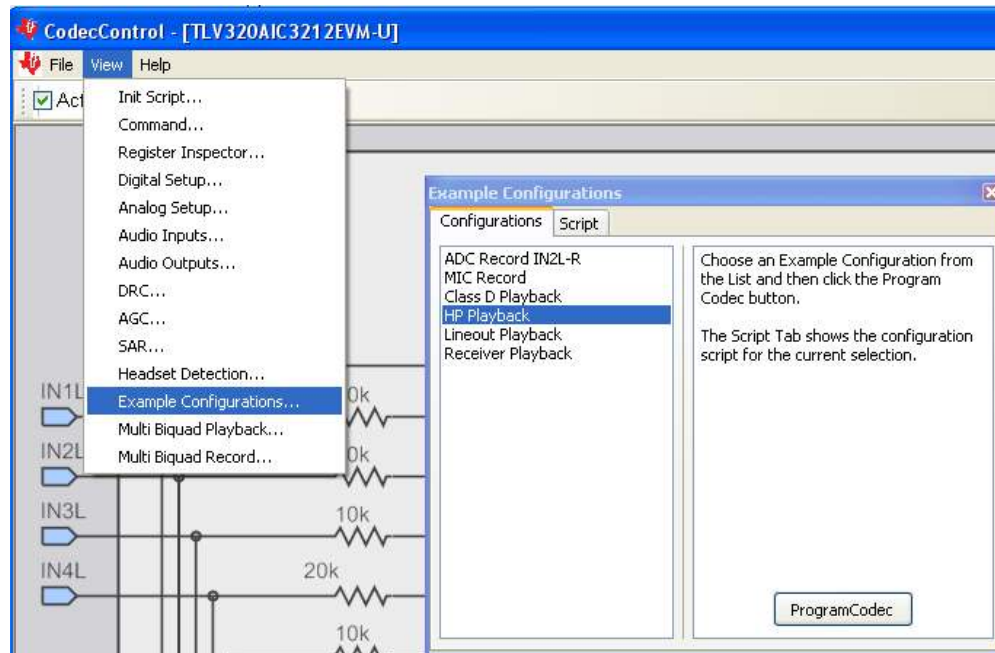 CodecControl - [TLV320AIC3212EVM-U]
File View Help
Act
Init Script...
Command...
Register Inspector...
Digital Setup...
Analog Setup...
Audio Inputs...
Audio Outputs...
DRC...
AGC...
SAR...
Headset Detection...
Example Configurations...
Multi Biquad Playback...
Multi Biquad Record...
Example Configurations
Configurations Script
ADC Record IN2L-R
MIC Record
Class D Playback
HP Playback
Lineout Playback
Receiver Playback
Choose an Example Configuration from
the List and then click the Program
Codec button.
The Script Tab shows the configuration
script for the current selection.
ProgramCodec
IN1L
0k
IN2L
0k
IN3L
10k
IN4L
20k
10k